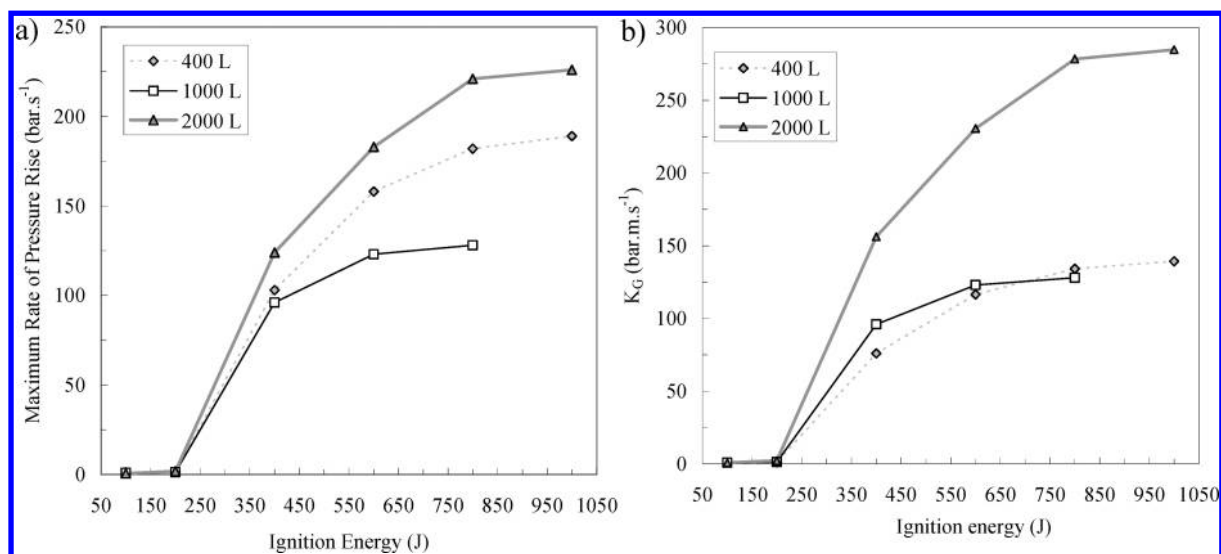 a)
250
200
150
100
50
0
Maximum Rate of Pressure Rise (bar.s⁻¹)
400 L
1000 L
2000 L
50 150 250 350 450 550 650 750 850 950 1050
Ignition Energy (J)
b)
300
250
200
150
100
50
0
K_G (bar.m.s⁻¹)
400 L
1000 L
2000 L
50 150 250 350 450 550 650 750 850 950 1050
Ignition energy (J)